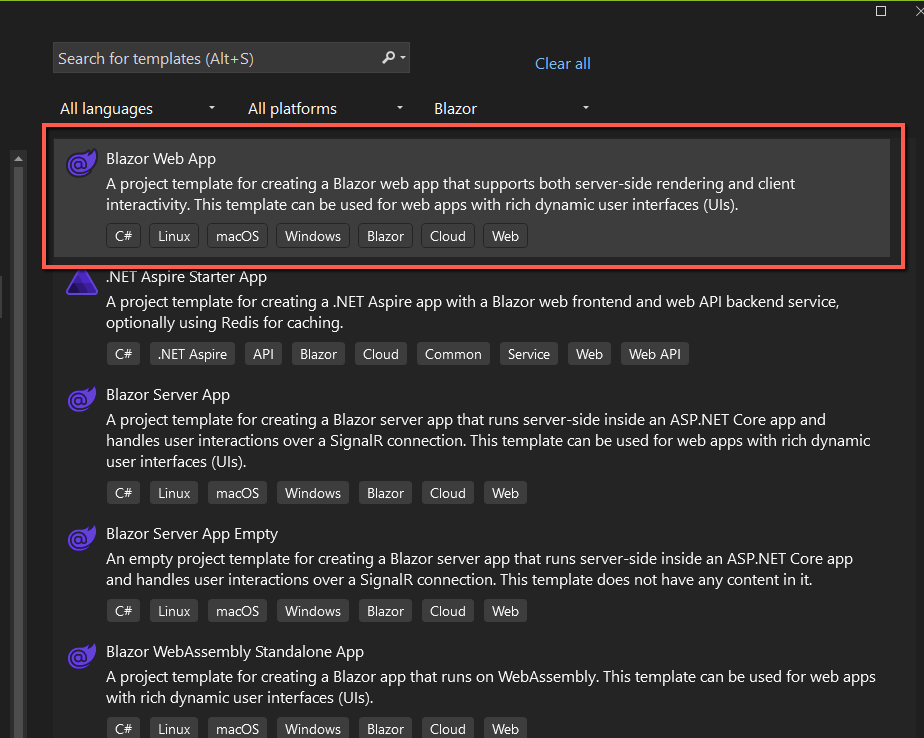 Search for templates (Alt+S)
Clear all
All languages
All platforms
Blazor
Blazor Web App
A project template for creating a Blazor web app that supports both server-side rendering and client
interactivity. This template can be used for web apps with rich dynamic user interfaces (UIs).
C# Linux macOS Windows Blazor Cloud Web
.NET Aspire Starter App
A project template for creating a .NET Aspire app with a Blazor web frontend and web API backend service,
optionally using Redis for caching.
C# .NET Aspire API Blazor Cloud Common Service Web Web API
Blazor Server App
A project template for creating a Blazor server app that runs server-side inside an ASP.NET Core app and
handles user interactions over a SignalR connection. This template can be used for web apps with rich dynamic
user interfaces (UIs).
C# Linux macOS Windows Blazor Cloud Web
Blazor Server App Empty
An empty project template for creating a Blazor server app that runs server-side inside an ASP.NET Core app
and handles user interactions over a SignalR connection. This template does not have any content in it.
C# Linux macOS Windows Blazor Cloud Web
Blazor WebAssembly Standalone App
A project template for creating a Blazor app that runs on WebAssembly. This template can be used for web apps
with rich dynamic user interfaces (UIs).
C# Linux macOS Windows Blazor Cloud Web